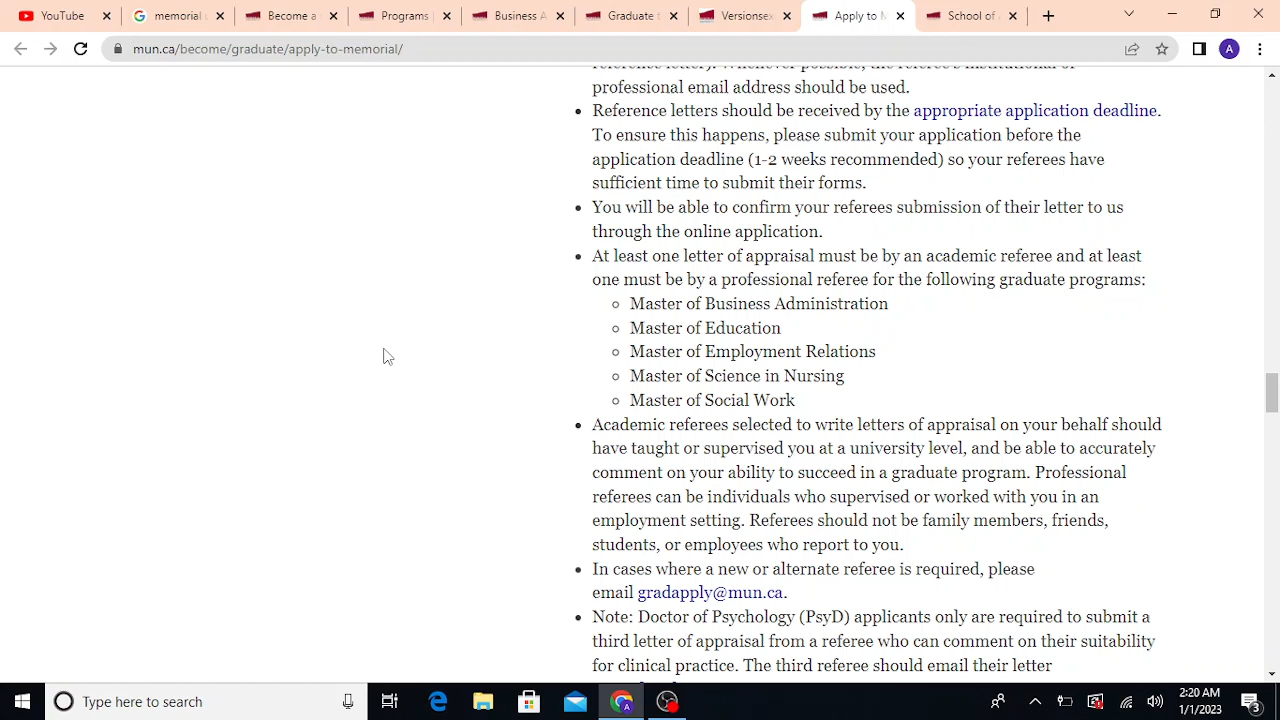 YouTube
memorial u
Become a
Programs |
Business A
Graduate t
Versionsex
Apply to M
School of
mun.ca/become/graduate/apply-to-memorial/
A
reference letter). Whenever possible, the referee's institutional or
professional email address should be used.
Reference letters should be received by the appropriate application deadline.
To ensure this happens, please submit your application before the
application deadline (1-2 weeks recommended) so your referees have
sufficient time to submit their forms.
You will be able to confirm your referees submission of their letter to us
through the online application.
At least one letter of appraisal must be by an academic referee and at least
one must be by a professional referee for the following graduate programs:
Master of Business Administration
Master of Education
Master of Employment Relations
Master of Science in Nursing
Master of Social Work
Academic referees selected to write letters of appraisal on your behalf should
have taught or supervised you at a university level, and be able to accurately
comment on your ability to succeed in a graduate program. Professional
referees can be individuals who supervised or worked with you in an
employment setting. Referees should not be family members, friends,
students, or employees who report to you.
In cases where a new or alternate referee is required, please
email gradapply@mun.ca.
Note: Doctor of Psychology (PsyD) applicants only are required to submit a
third letter of appraisal from a referee who can comment on their suitability
for clinical practice. The third referee should email their letter
Type here to search
2:20 AM
1/1/2023
3